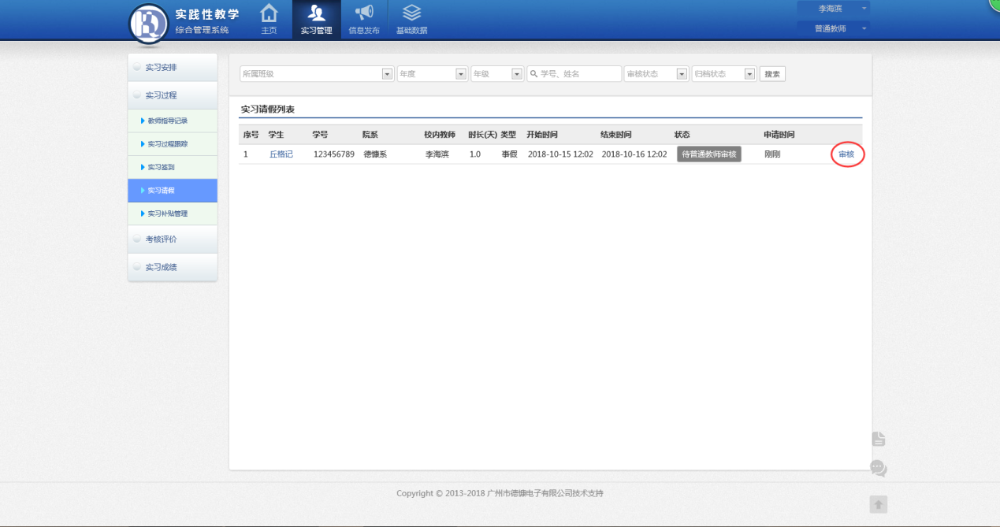 实践性教学
综合管理系统
主页
实习管理
信息发布
基础数据
李海滨
普通教师
实习安排
实习过程
教师指导记录
实习过程跟踪
实习签到
实习请假
实习补贴管理
考核评价
实习成绩
所属班级 年度 年级 学号、姓名 审核状态 归档状态 搜索
实习请假列表
序号 学生 学号 院系 校内教师 时长(天) 类型 开始时间 结束时间 状态 申请时间
1 丘格记 123456789 德慷系 李海滨 1.0 事假 2018-10-15 12:02 2018-10-16 12:02 待普通教师审核 刚刚 审核
Copyright © 2013-2018 广州市德慷电子有限公司技术支持